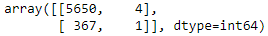 array([[5650,    4],
       [ 367,    1]], dtype=int64)